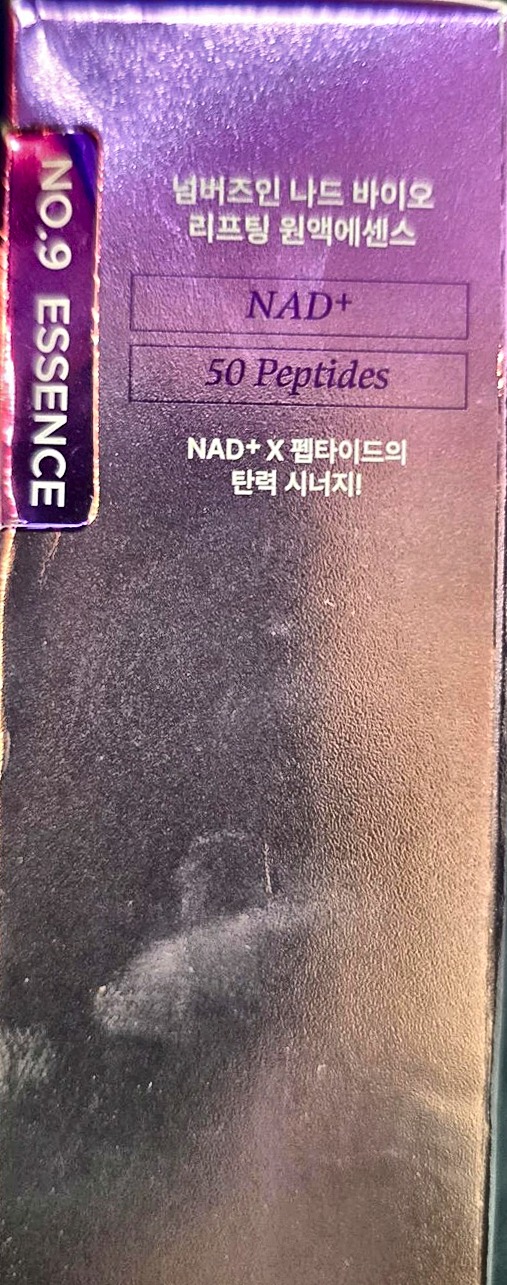 NO.9 ESSENCE
넘버즈인 나드 바이오
리프팅 원액에센스
NAD+
50 Peptides
NAD+ X 펩타이드의
탄력 시너지!